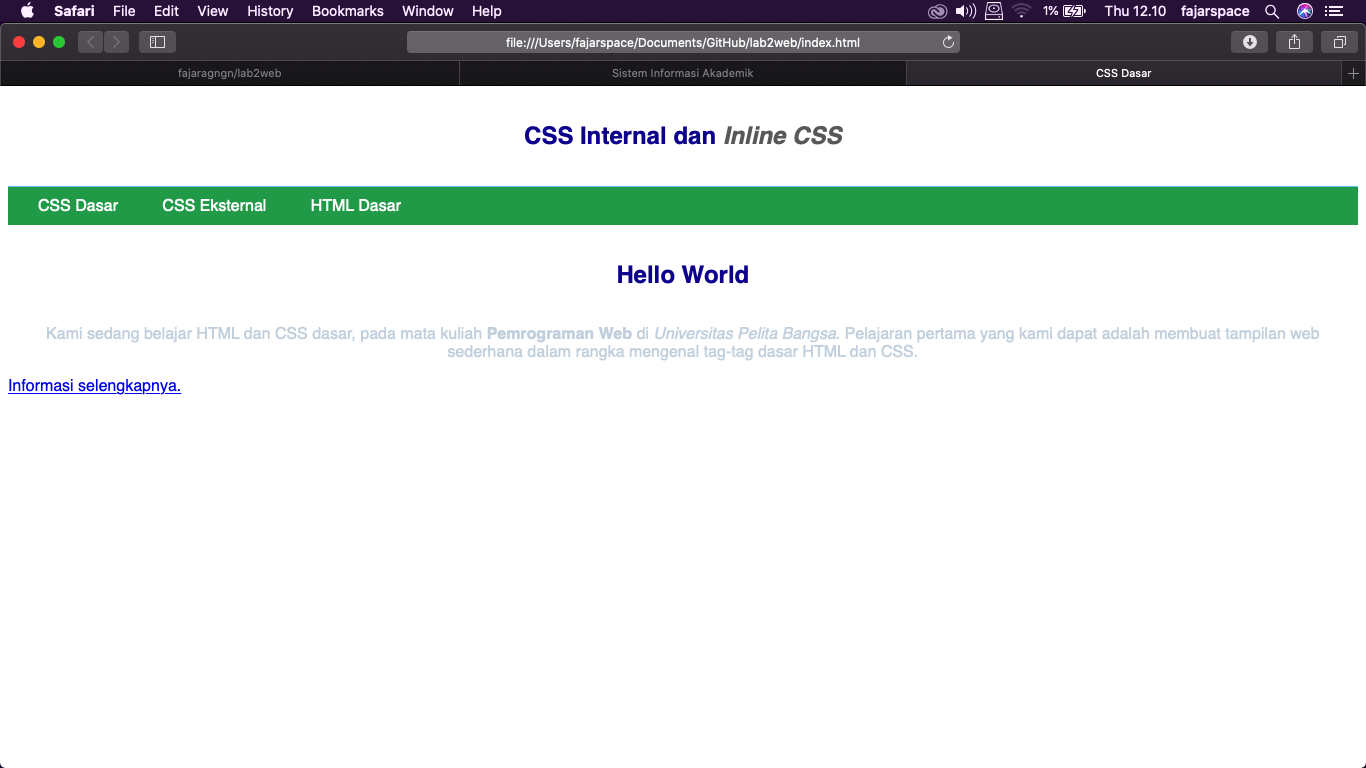 Safari File Edit View History Bookmarks Window Help 1% Thu 12.10 fajarspace
file:///Users/fajarspace/Documents/GitHub/lab2web/index.html
fajaragngn/lab2web Sistem Informasi Akademik CSS Dasar
CSS Internal dan Inline CSS
CSS Dasar CSS Eksternal HTML Dasar
Hello World
Kami sedang belajar HTML dan CSS dasar, pada mata kuliah Pemrograman Web di Universitas Pelita Bangsa. Pelajaran pertama yang kami dapat adalah membuat tampilan web
sederhana dalam rangka mengenal tag-tag dasar HTML dan CSS.
Informasi selengkapnya.